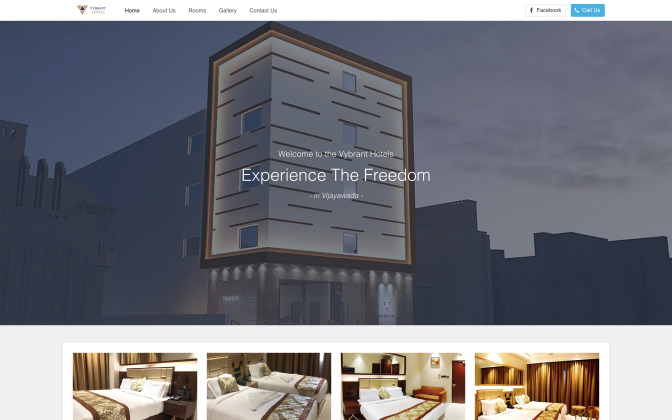 VYBRANT
HOTELS
Home
About Us
Rooms
Gallery
Contact Us
Facebook
Call Us
Welcome to the Vybrant Hotels
Experience The Freedom
- in Vijayawada -